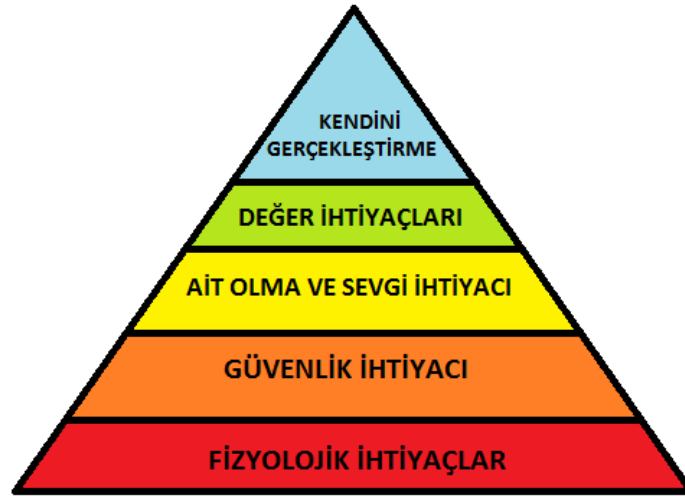 KENDİNİ
GERÇEKLEŞTİRME
DEĞER İHTİYAÇLARI
AİT OLMA VE SEVGİ İHTİYACI
GÜVENLİK İHTİYACI
FİZYOLOJİK İHTİYAÇLAR